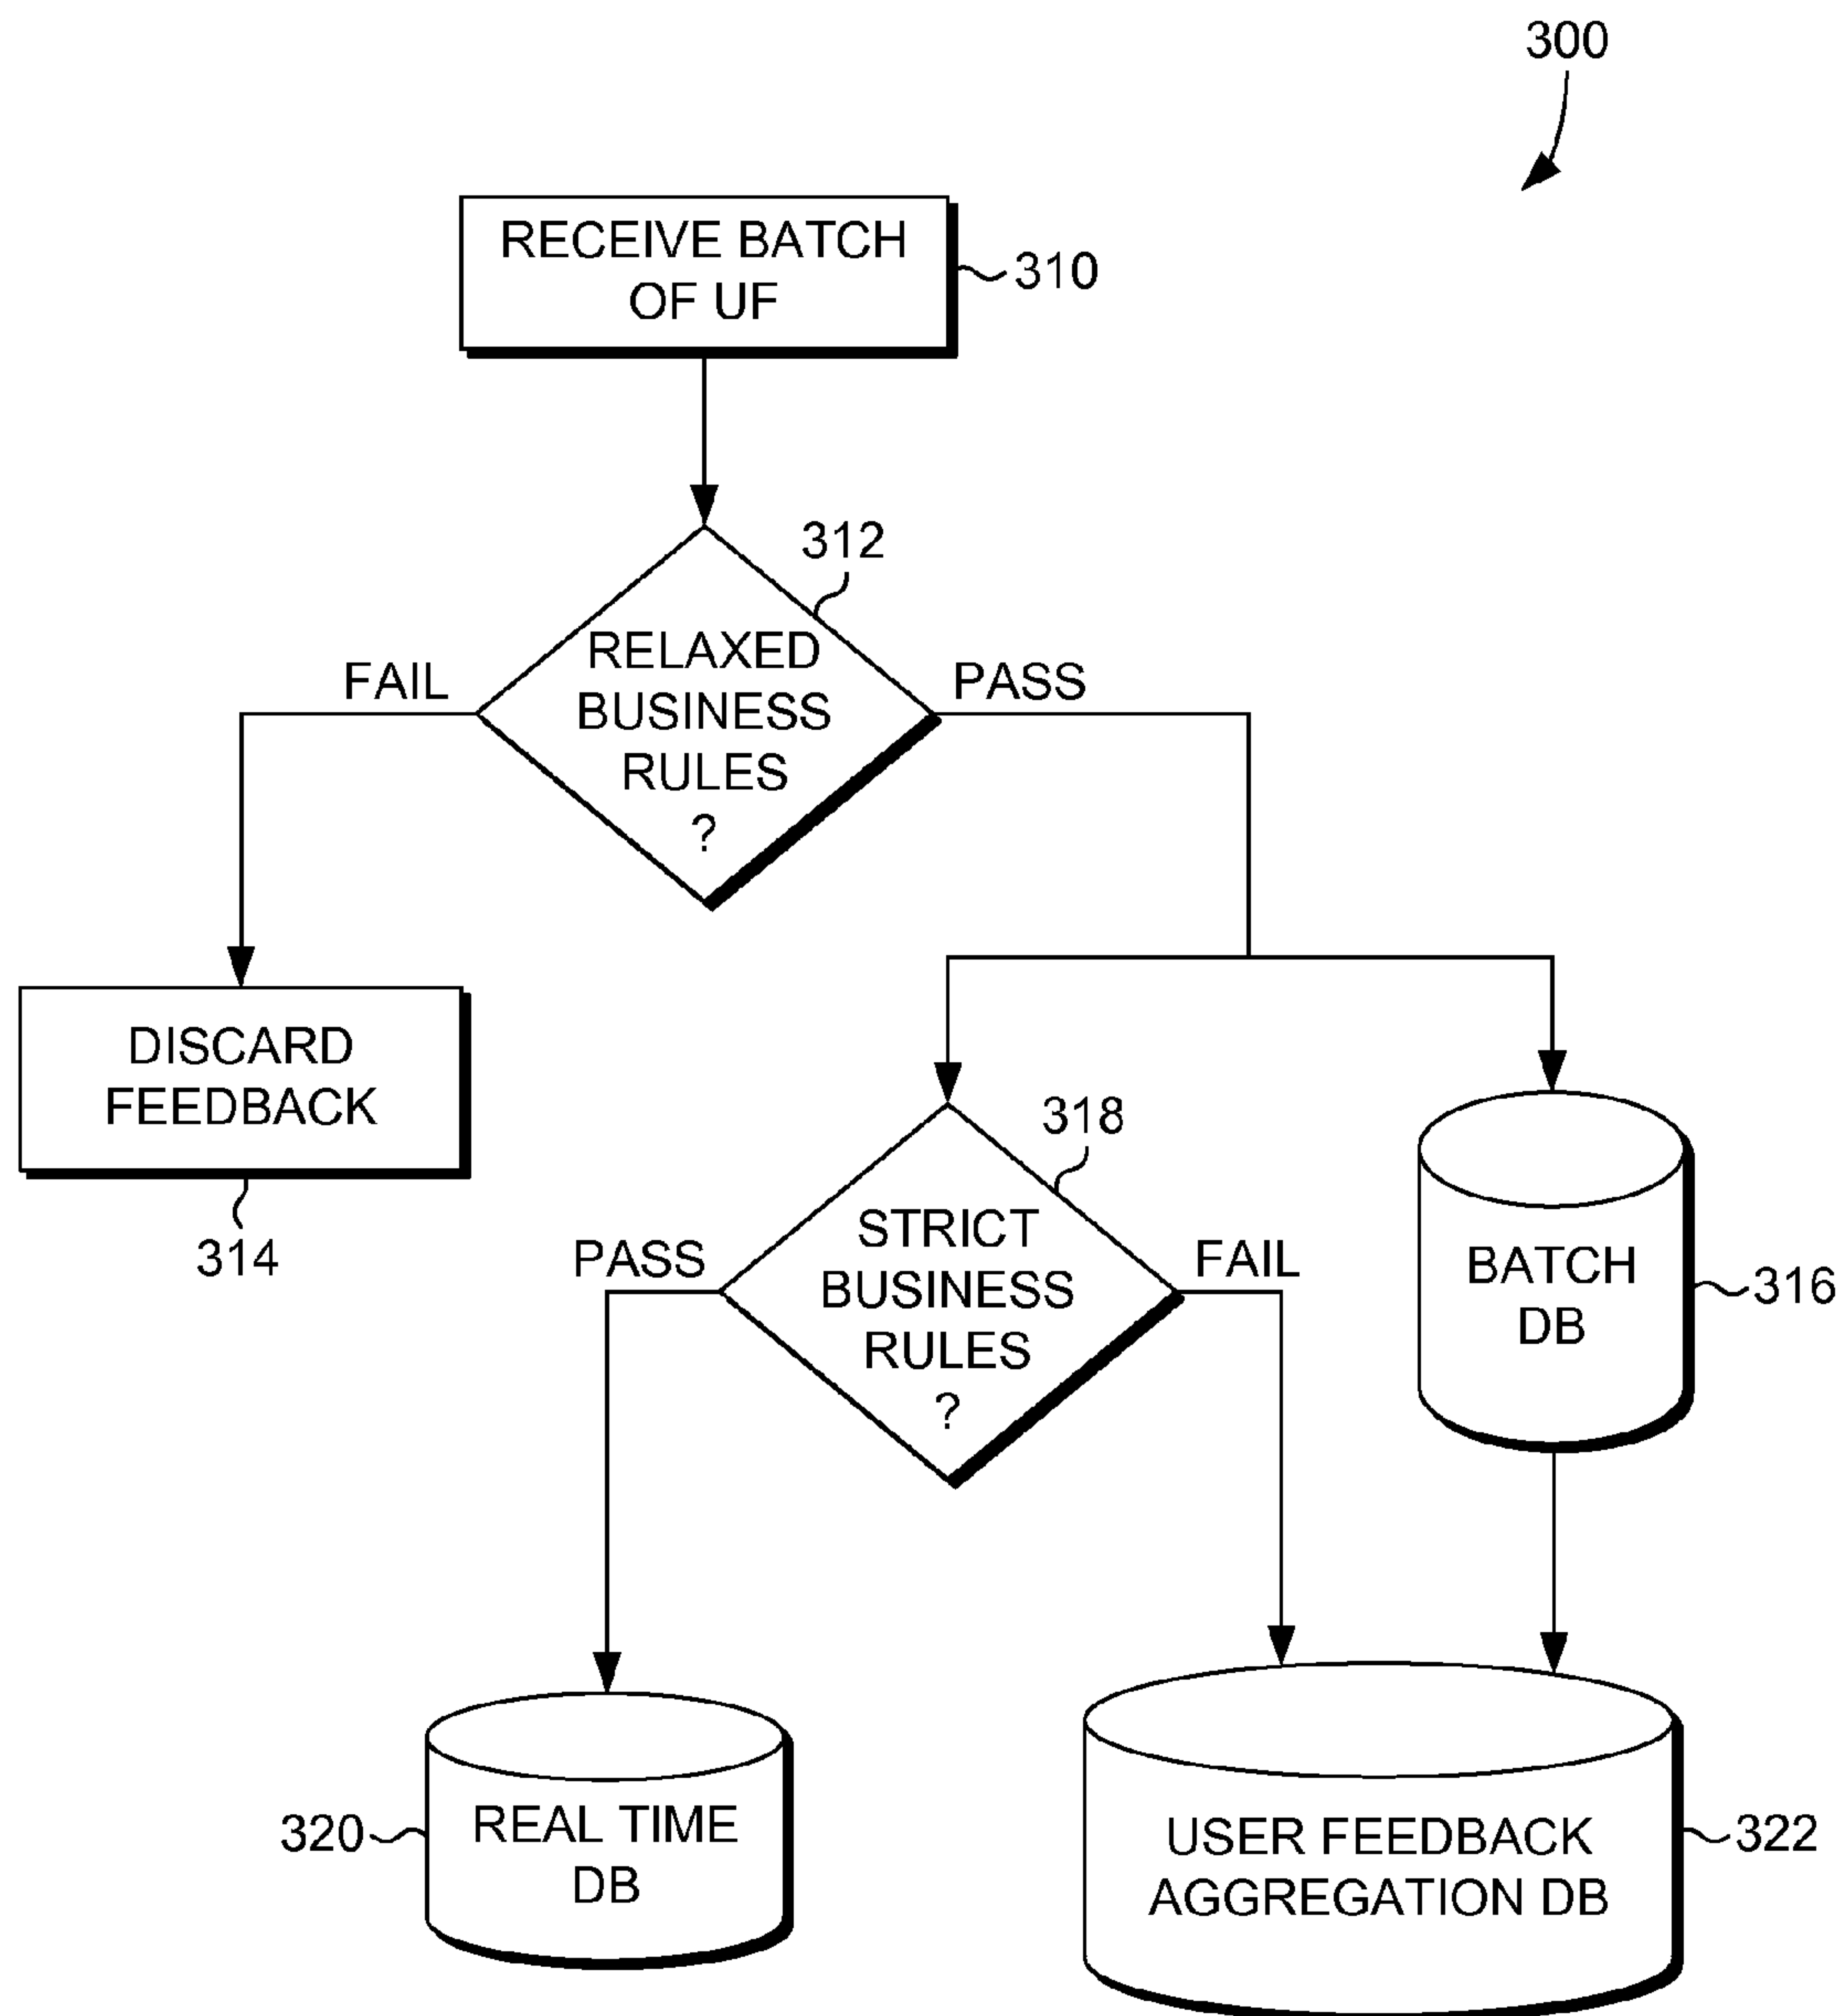 300
RECEIVE BATCH
OF UF
310
312
RELAXED
BUSINESS
RULES
?
FAIL
PASS
DISCARD
FEEDBACK
314
318
STRICT
BUSINESS
RULES
?
PASS
FAIL
BATCH
DB
316
REAL TIME
DB
320
USER FEEDBACK
AGGREGATION DB
322